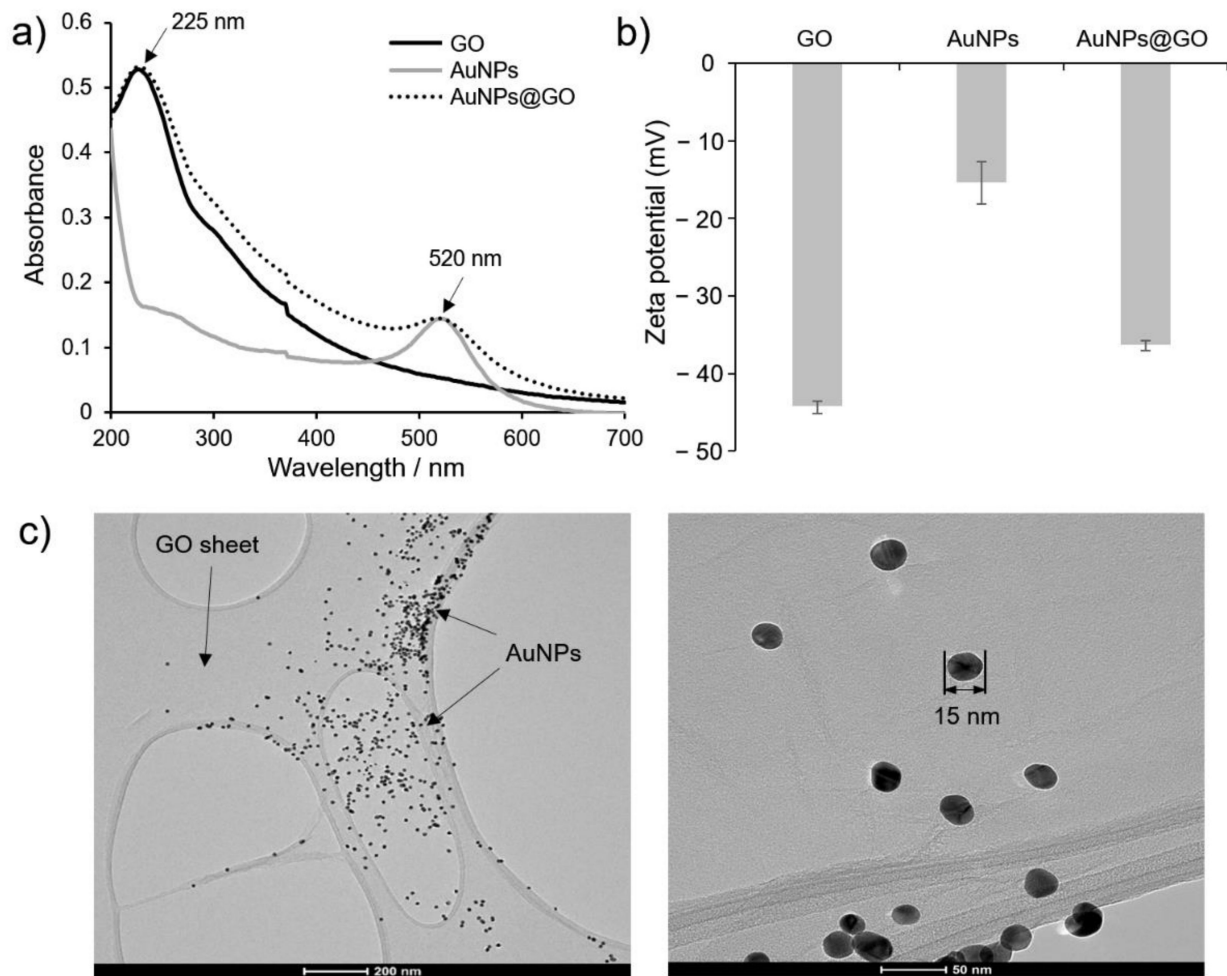 a)
0.6
0.5
0.4
0.3
0.2
0.1
0
Absorbance
225 nm
GO
AuNPs
AuNPs@GO
520 nm
200 300 400 500 600 700
Wavelength / nm
b)
GO AuNPs AuNPs@GO
0
− 10
− 20
− 30
− 40
− 50
Zeta potential (mV)
c)
GO sheet
AuNPs
200 nm
15 nm
50 nm